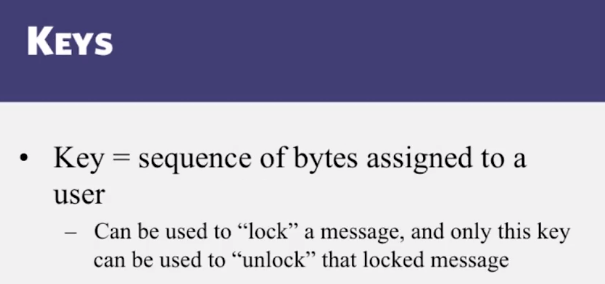 KEYS
• Key = sequence of bytes assigned to a
user
– Can be used to “lock” a message, and only this key
can be used to “unlock” that locked message